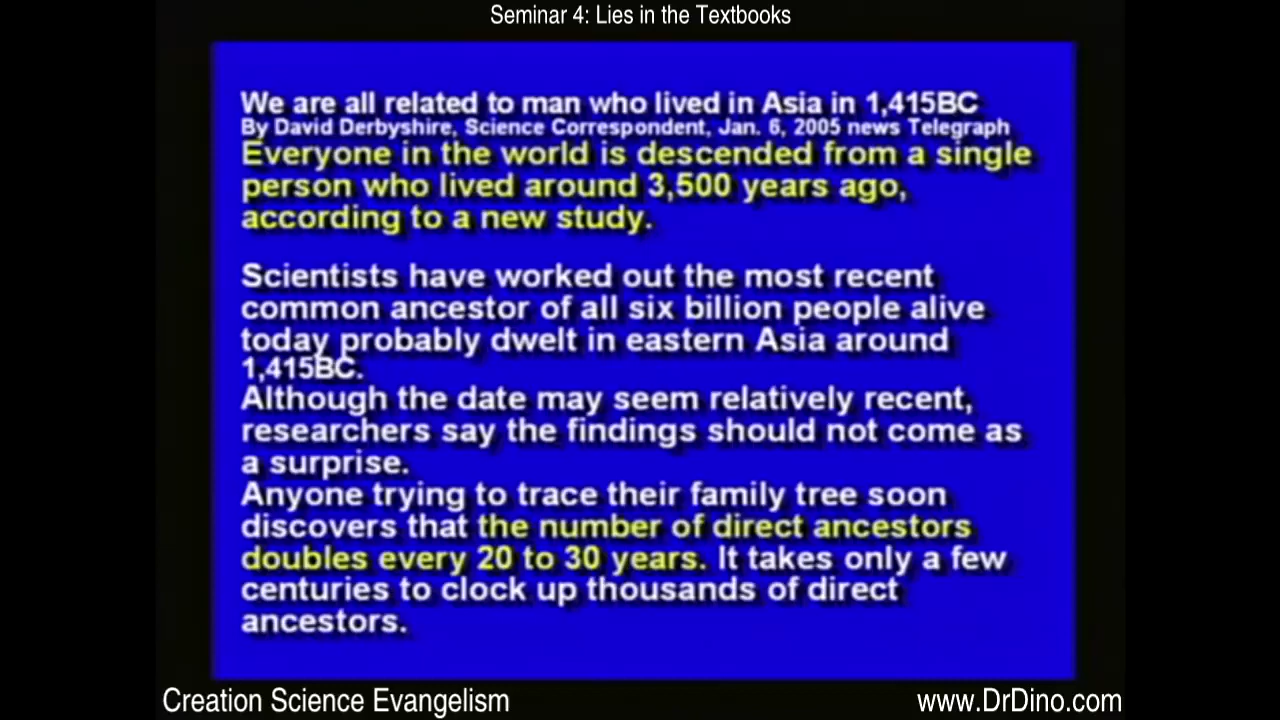 Seminar 4: Lies in the Textbooks
We are all related to man who lived in Asia in 1,415BC
By David Derbyshire, Science Correspondent, Jan. 6, 2005 news Telegraph
Everyone in the world is descended from a single
person who lived around 3,500 years ago,
according to a new study.
Scientists have worked out the most recent
common ancestor of all six billion people alive
today probably dwelt in eastern Asia around
1,415BC.
Although the date may seem relatively recent,
researchers say the findings should not come as
a surprise.
Anyone trying to trace their family tree soon
discovers that the number of direct ancestors
doubles every 20 to 30 years. It takes only a few
centuries to clock up thousands of direct
ancestors.
Creation Science Evangelism
www.DrDino.com